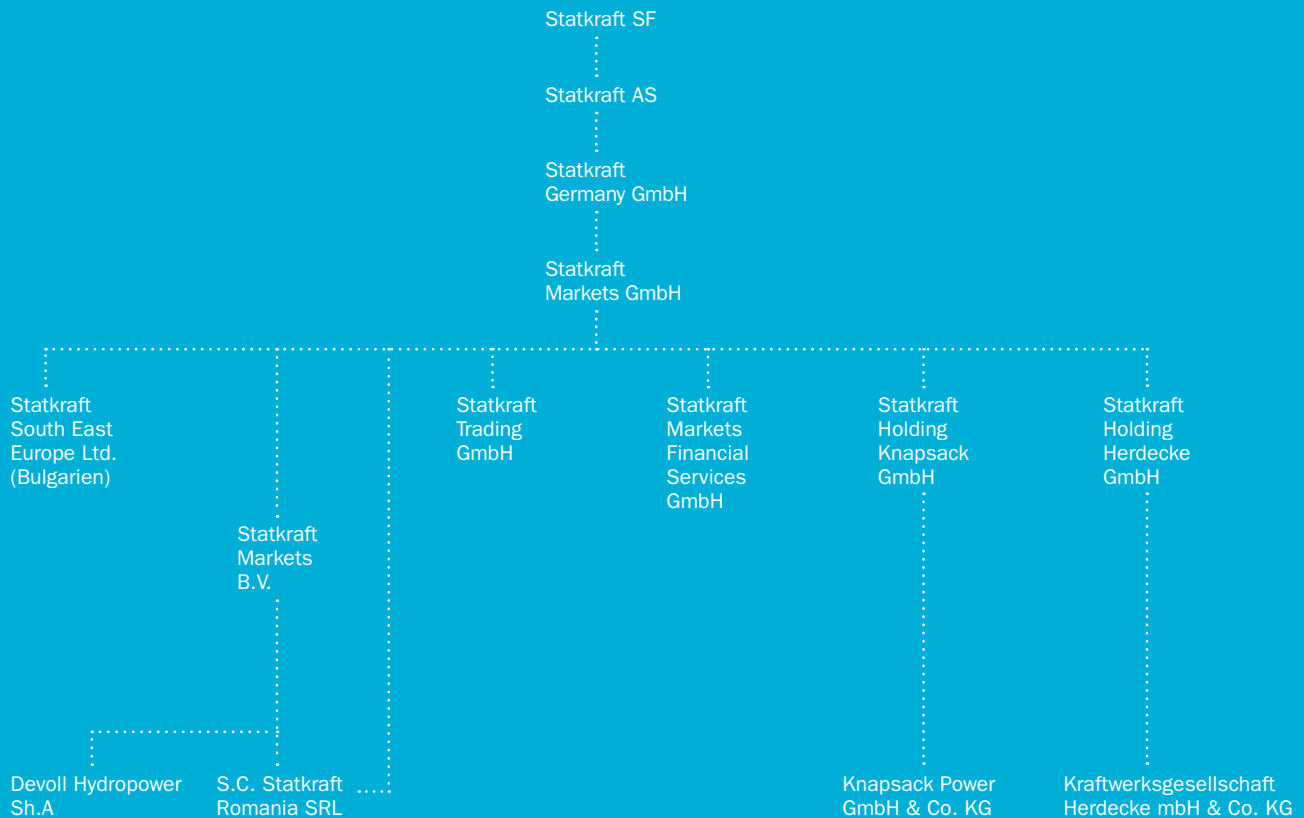 Statkraft SF
Statkraft AS
Statkraft
Germany GmbH
Statkraft
Markets GmbH
Statkraft
South East
Europe Ltd.
(Bulgarien)
Statkraft
Trading
GmbH
Statkraft
Markets
Financial
Services
GmbH
Statkraft
Holding
Knapsack
GmbH
Statkraft
Holding
Herdecke
GmbH
Statkraft
Markets
B.V.
Devoll Hydropower
Sh.A
S.C. Statkraft
Romania SRL
Knapsack Power
GmbH & Co. KG
Kraftwerksgesellschaft
Herdecke mbH & Co. KG